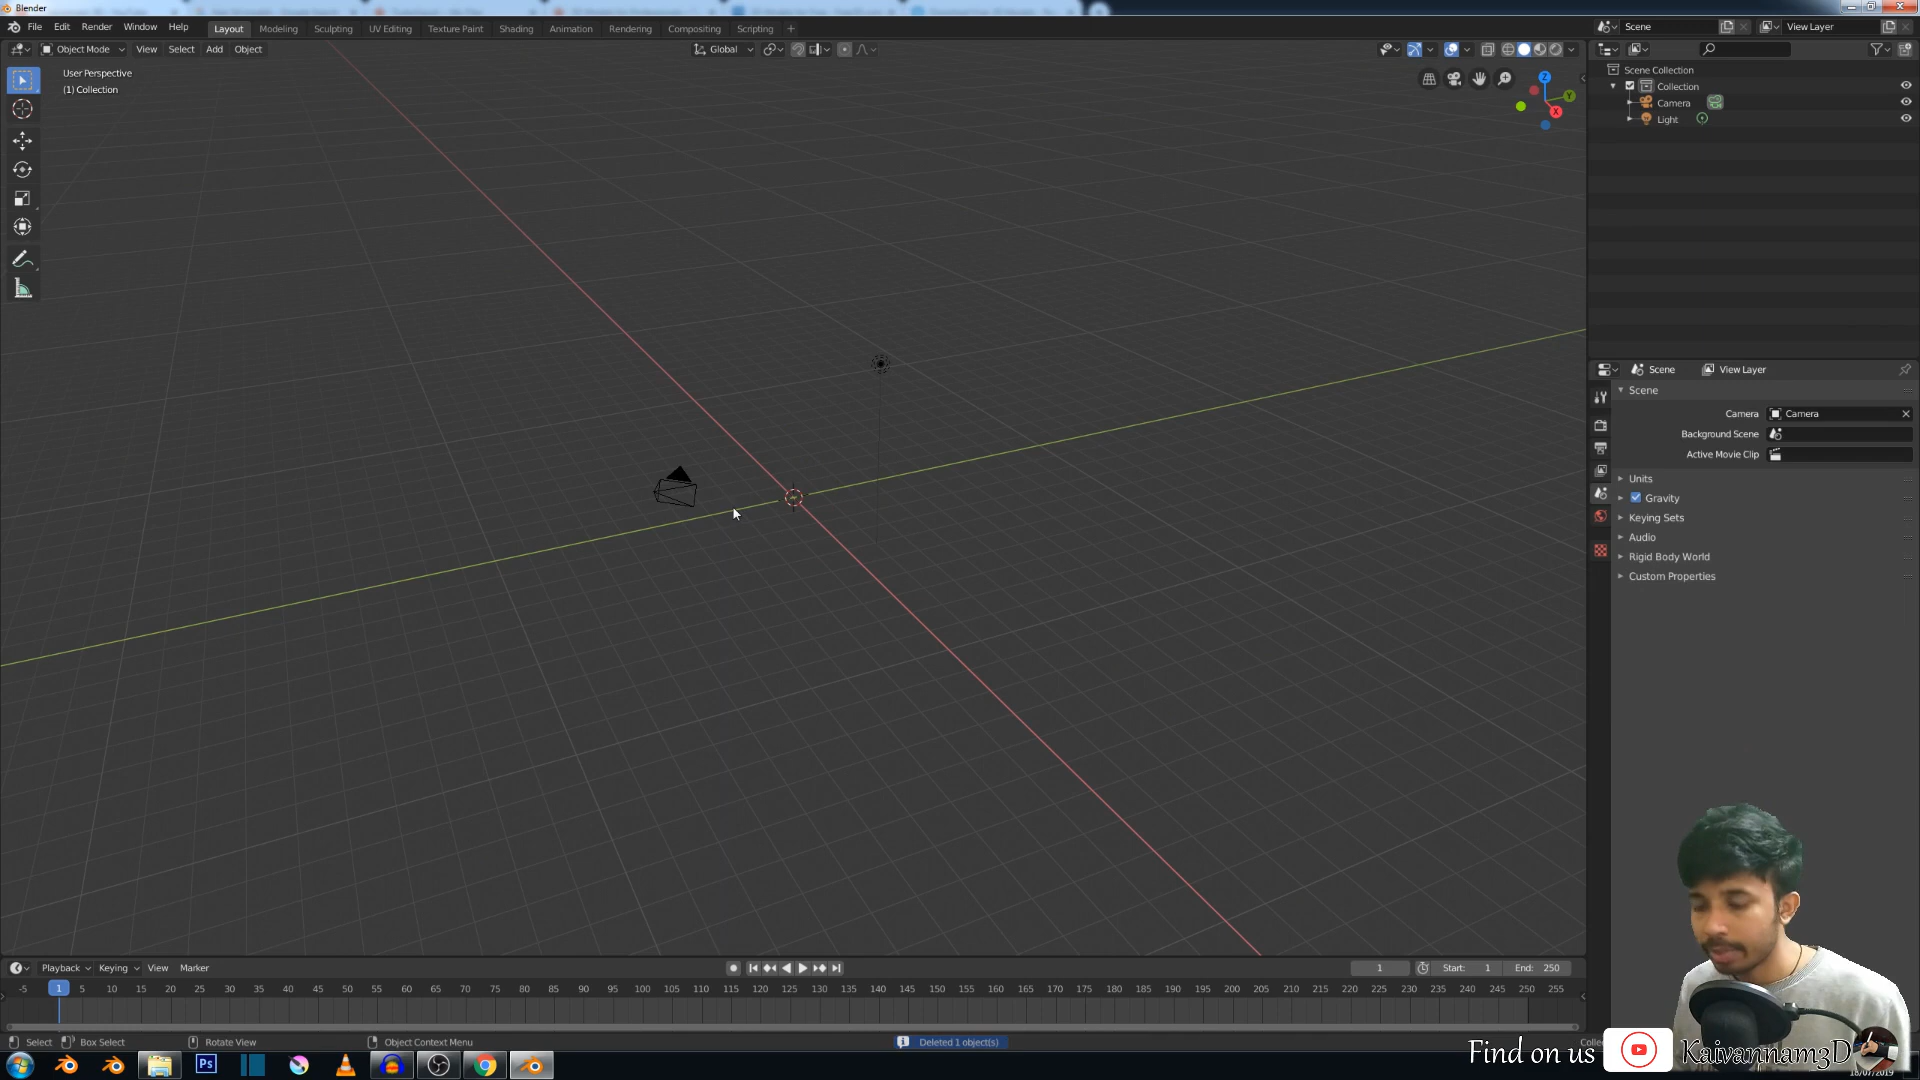 Blender
File Edit Render Window Help
Layout Modeling Sculpting UV Editing Texture Paint Shading Animation Rendering Compositing Scripting +
Scene
View Layer
Object Mode View Select Add Object
Global
User Perspective
(1) Collection
Z
Y
X
Scene Collection
Collection
Camera
Light
Scene View Layer
Scene
Camera Camera
Background Scene
Active Movie Clip
Units
Gravity
Keying Sets
Audio
Rigid Body World
Custom Properties
Playback Keying View Marker
1 Start: 1 End: 250
-5 1 5 10 15 20 25 30 35 40 45 50 55 60 65 70 75 80 85 90 95 100 105 110 115 120 125 130 135 140 145 150 155 160 165 170 175 180 185 190 195 200 205 210 215 220 225 230 235 240 245 250 255
Select Box Select Rotate View Object Context Menu Deleted 1 object(s)
Ps
Find on us Kaivannam3D
18/07/2019